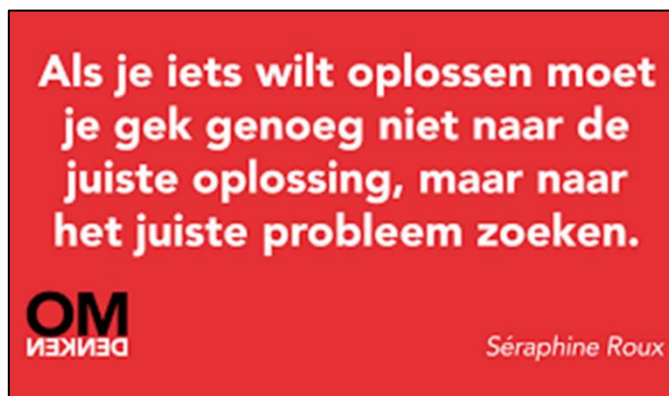 Als je iets wilt oplossen moet
je gek genoeg niet naar de
juiste oplossing, maar naar
het juiste probleem zoeken.
OM
DENKEN
Séraphine Roux